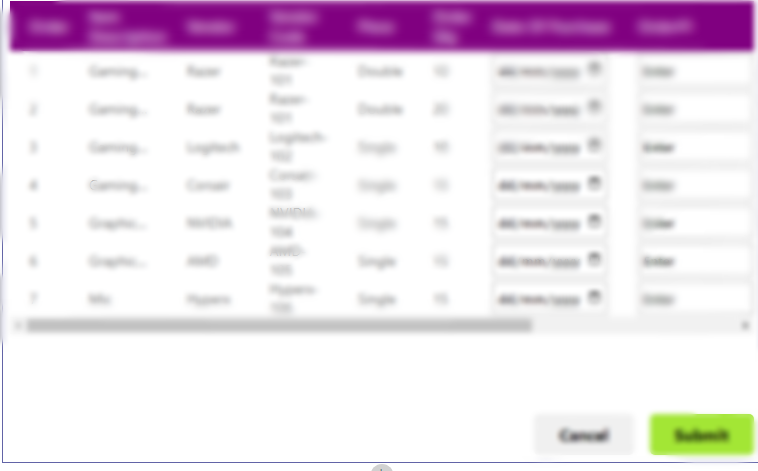 Order Item Description Vendor Vendor Code Place Order Qty Date Of Purchase
1 Gaming... Razer Razer-101 Double 10 dd/mm/yyyy Enter
2 Gaming... Razer Razer-101 Double 20 dd/mm/yyyy Enter
3 Gaming... Logitech Logitech-102 Single 10 dd/mm/yyyy Enter
4 Gaming... Corsair Corsair-103 Single 10 dd/mm/yyyy Enter
5 Graphic... NVIDIA NVIDIA-104 Single 15 dd/mm/yyyy Enter
6 Graphic... AMD AMD-105 Single 15 dd/mm/yyyy Enter
7 Mic Hyperx Hyperx-106 Single 15 dd/mm/yyyy Enter
Cancel Submit